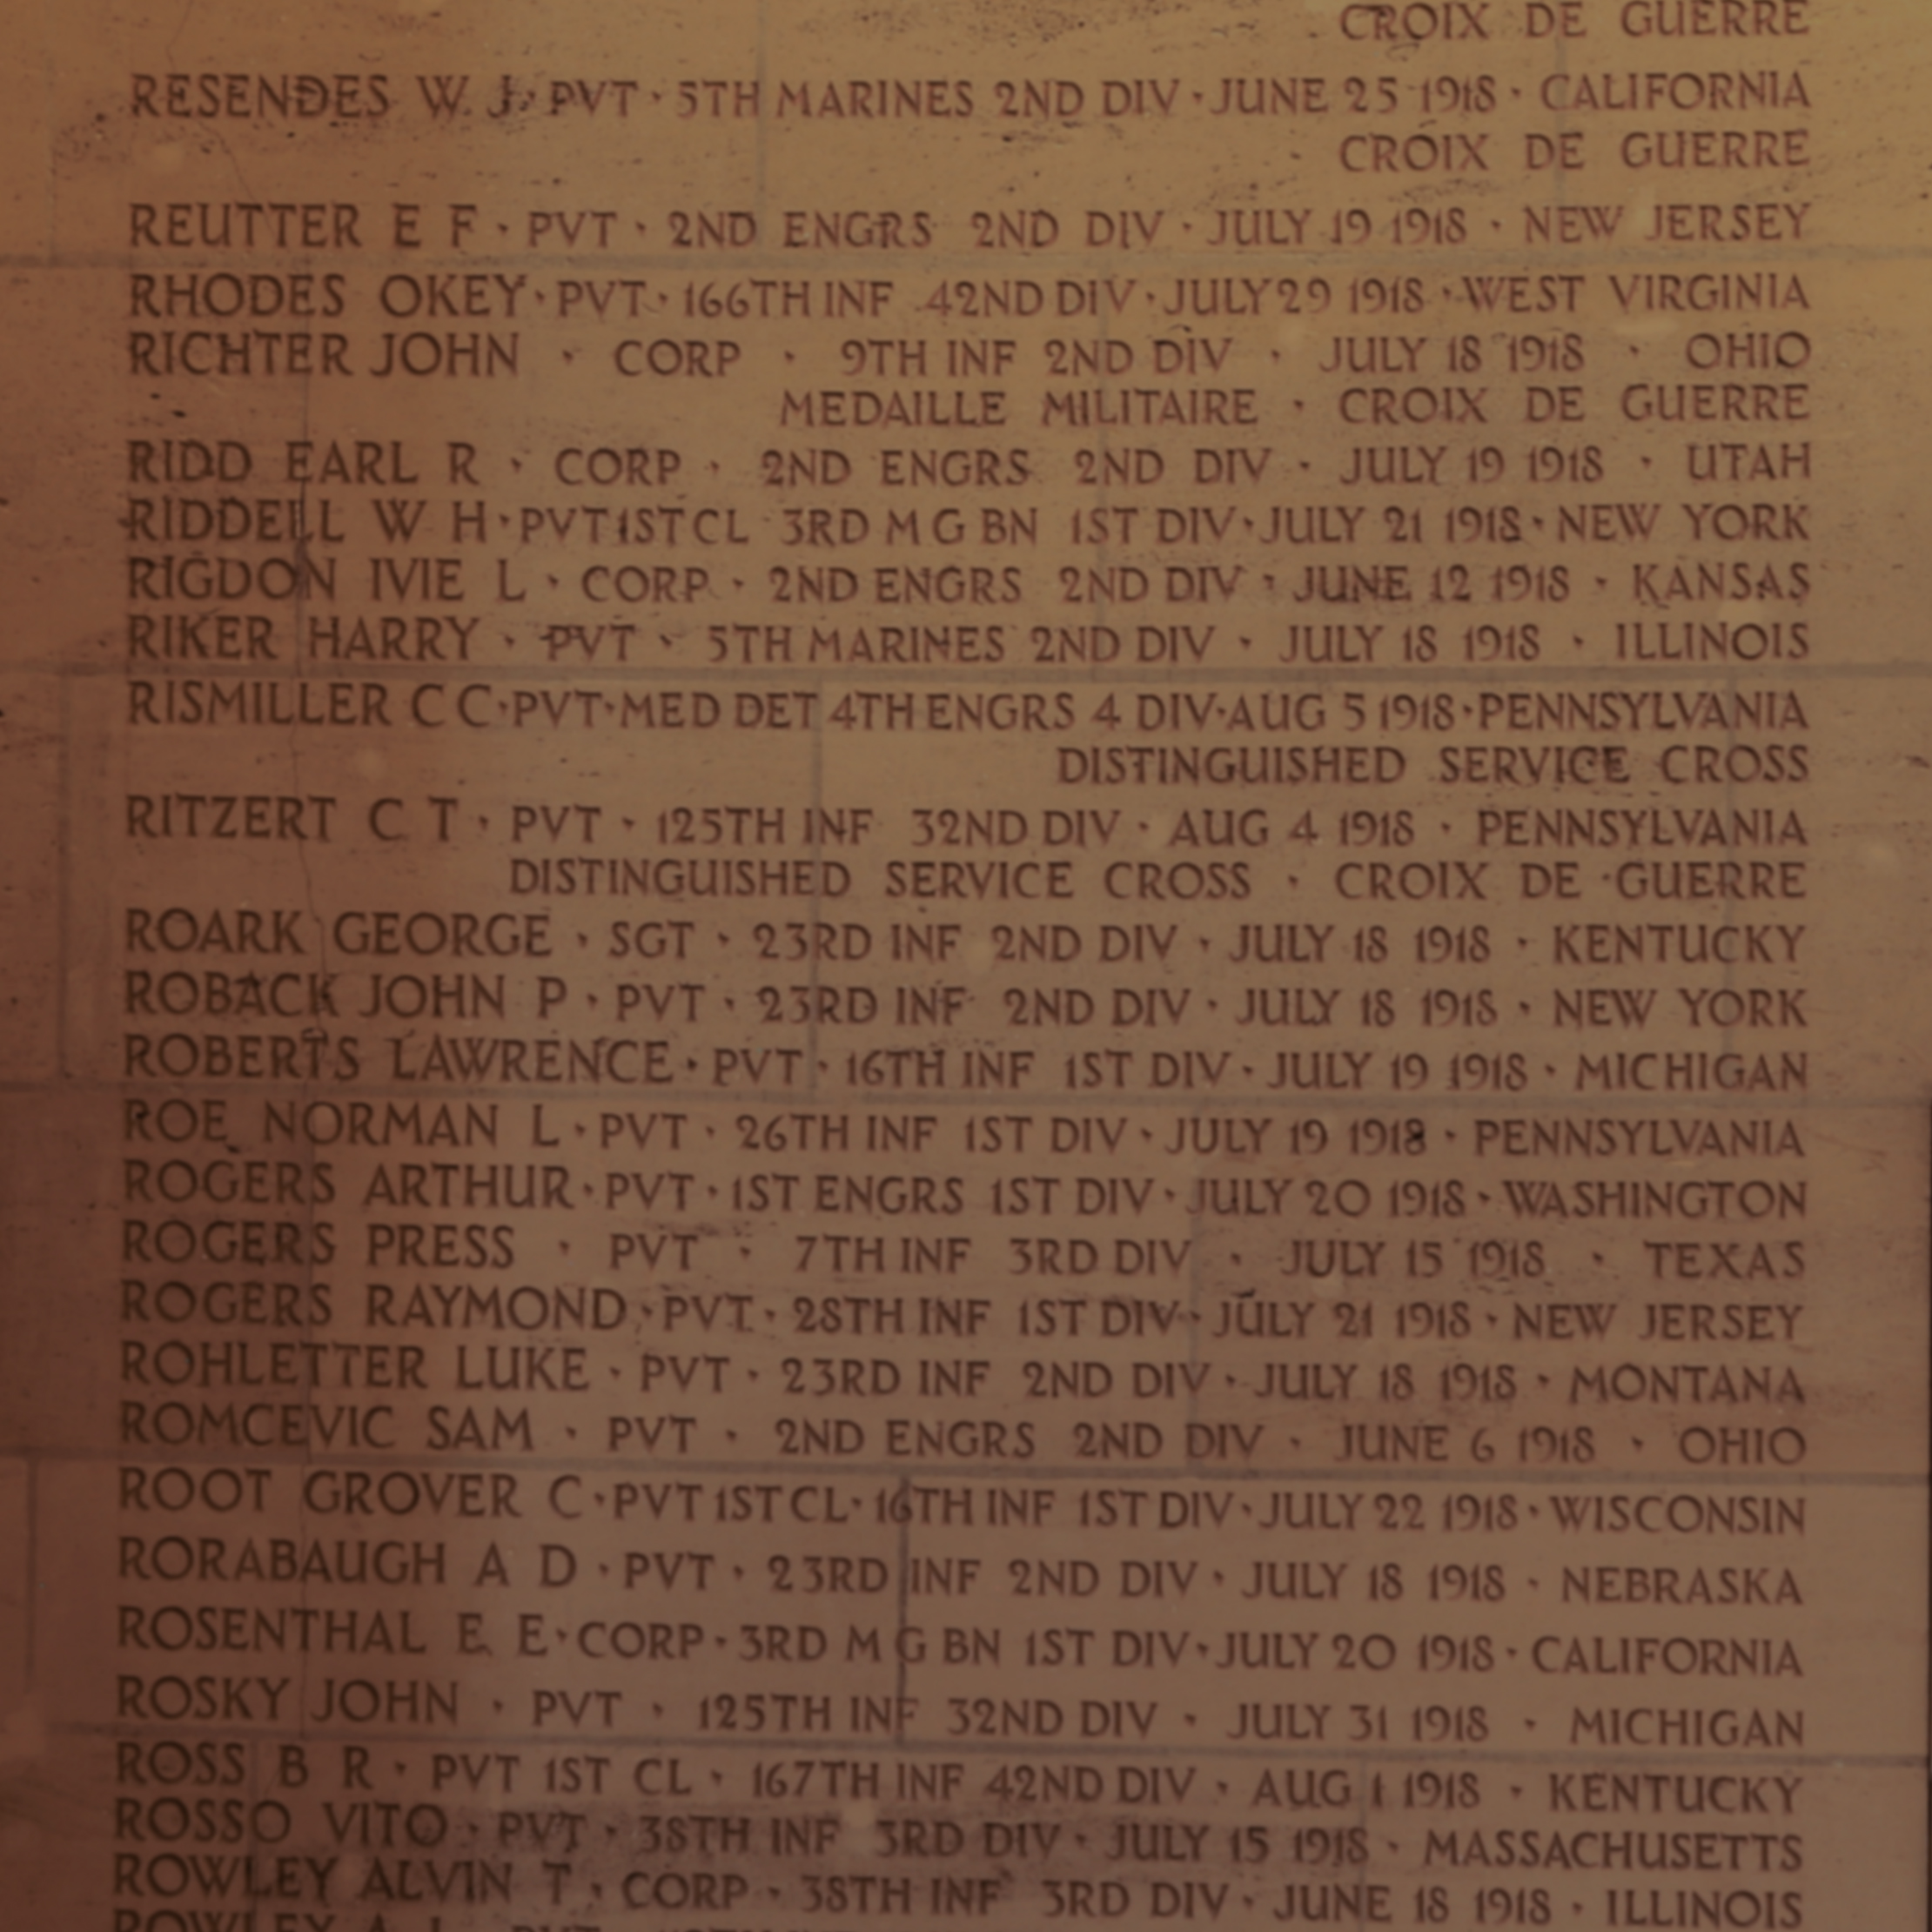 CROIX DE GUERRE
RESENDES W. J. · PVT · 5TH MARINES 2ND DIV · JUNE 25 1918 · CALIFORNIA
CROIX DE GUERRE
REUTTER E F · PVT · 2ND ENGRS 2ND DIV · JULY 19 1918 · NEW JERSEY
RHODES OKEY · PVT · 166TH INF 42ND DIV · JULY 29 1918 · WEST VIRGINIA
RICHTER JOHN · CORP · 9TH INF 2ND DIV · JULY 18 1918 · OHIO
MEDAILLE MILITAIRE · CROIX DE GUERRE
RIDD EARL R · CORP · 2ND ENGRS 2ND DIV · JULY 19 1918 · UTAH
RIDDELL W H · PVT 1ST CL 3RD M G BN 1ST DIV · JULY 21 1918 · NEW YORK
RIGDON IVIE L · CORP · 2ND ENGRS 2ND DIV · JUNE 12 1918 · KANSAS
RIKER HARRY · PVT · 5TH MARINES 2ND DIV · JULY 18 1918 · ILLINOIS
RISMILLER C C · PVT · MED DET 4TH ENGRS 4 DIV · AUG 5 1918 · PENNSYLVANIA
DISTINGUISHED SERVICE CROSS
RITZERT C T · PVT · 125TH INF 32ND DIV · AUG 4 1918 · PENNSYLVANIA
DISTINGUISHED SERVICE CROSS · CROIX DE GUERRE
ROARK GEORGE · SGT · 23RD INF 2ND DIV · JULY 18 1918 · KENTUCKY
ROBACK JOHN P · PVT · 23RD INF 2ND DIV · JULY 18 1918 · NEW YORK
ROBERTS LAWRENCE · PVT · 16TH INF 1ST DIV · JULY 19 1918 · MICHIGAN
ROE NORMAN L · PVT · 26TH INF 1ST DIV · JULY 19 1918 · PENNSYLVANIA
ROGERS ARTHUR · PVT · 1ST ENGRS 1ST DIV · JULY 20 1918 · WASHINGTON
ROGERS PRESS · PVT · 7TH INF 3RD DIV · JULY 15 1918 · TEXAS
ROGERS RAYMOND · PVT · 28TH INF 1ST DIV · JULY 21 1918 · NEW JERSEY
ROHLETTER LUKE · PVT · 23RD INF 2ND DIV · JULY 18 1918 · MONTANA
ROMCEVIC SAM · PVT · 2ND ENGRS 2ND DIV · JUNE 6 1918 · OHIO
ROOT GROVER C · PVT 1ST CL · 16TH INF 1ST DIV · JULY 22 1918 · WISCONSIN
RORABAUGH A D · PVT · 23RD INF 2ND DIV · JULY 18 1918 · NEBRASKA
ROSENTHAL E E · CORP · 3RD M G BN 1ST DIV · JULY 20 1918 · CALIFORNIA
ROSKY JOHN · PVT · 125TH INF 32ND DIV · JULY 31 1918 · MICHIGAN
ROSS B R · PVT 1ST CL · 167TH INF 42ND DIV · AUG 1 1918 · KENTUCKY
ROSSO VITO · PVT · 38TH INF 3RD DIV · JULY 15 1918 · MASSACHUSETTS
ROWLEY ALVIN T · CORP · 38TH INF 3RD DIV · JUNE 18 1918 · ILLINOIS
ROWLEY A